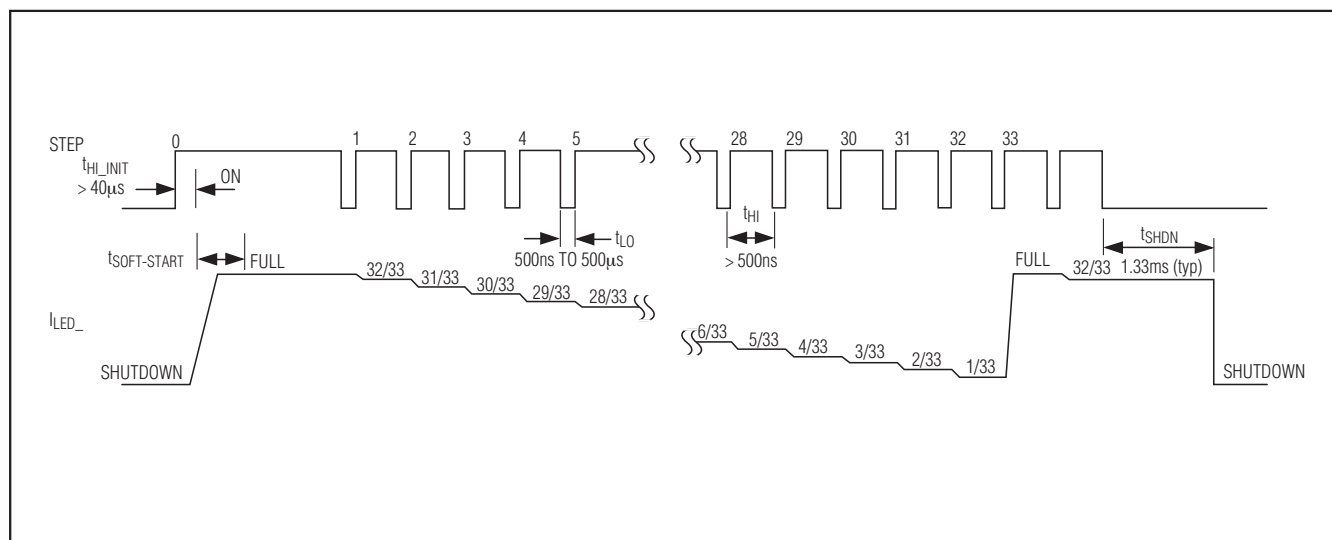 STEP 0 1 2 3 4 5 28 29 30 31 32 33
tHI_INIT
> 40µs
ON
tHI
tLO
500ns TO 500µs
> 500ns
tSHDN
1.33ms (typ)
tSOFT-START
FULL 32/33 31/33 30/33 29/33 28/33
6/33 5/33 4/33 3/33 2/33 1/33
FULL 32/33
ILED_
SHUTDOWN
SHUTDOWN